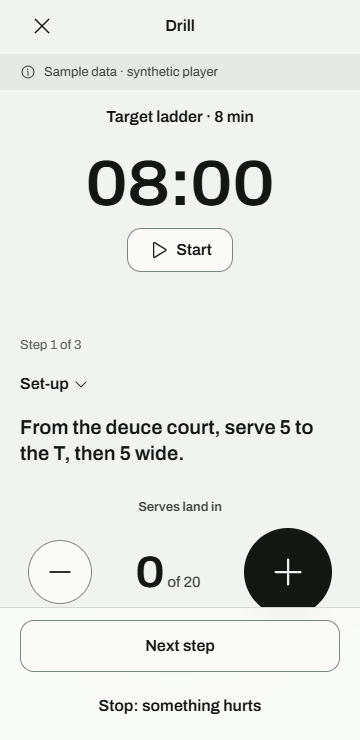 Drill
Sample data · synthetic player
Target ladder · 8 min
08:00
Start
Step 1 of 3
Set-up
From the deuce court, serve 5 to
the T, then 5 wide.
Serves land in
0 of 20
Next step
Stop: something hurts